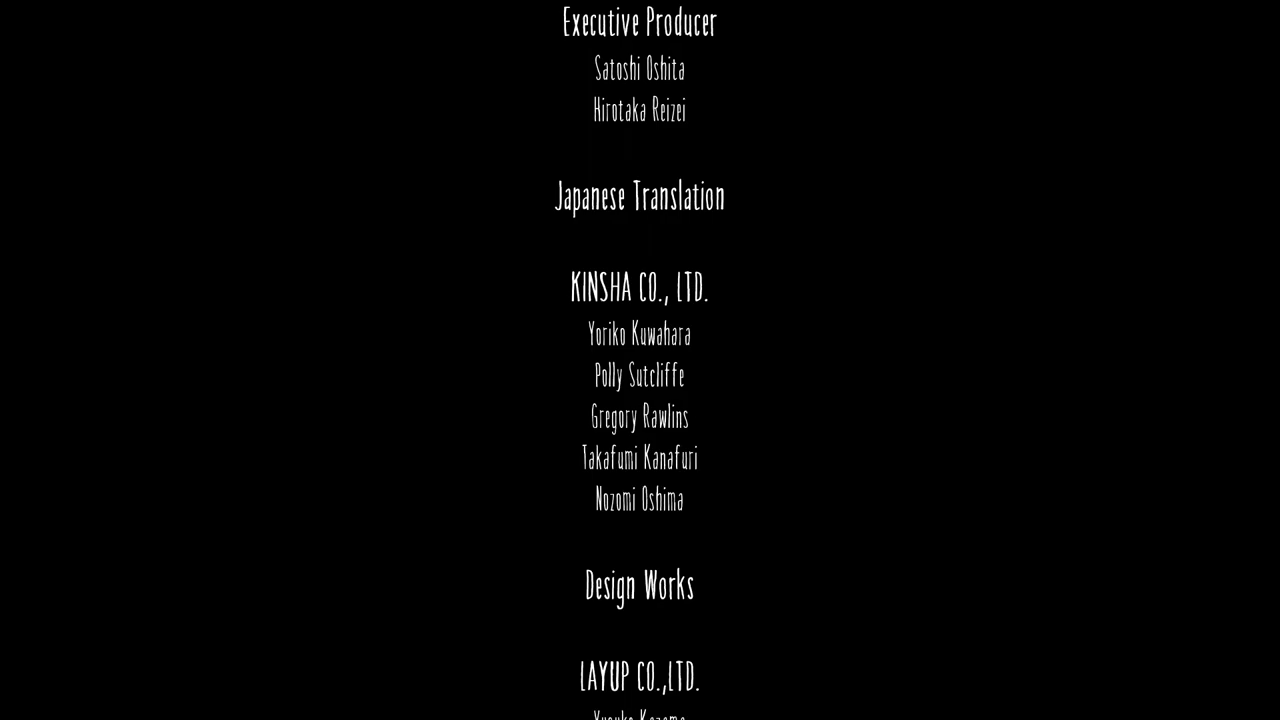 Executive Producer
Satoshi Oshita
Hirotaka Reizei
Japanese Translation
KINSHA CO., LTD.
Yoriko Kuwahara
Polly Sutcliffe
Gregory Rawlins
Takafumi Kanafuri
Nozomi Oshima
Design Works
LAYUP CO.,LTD.